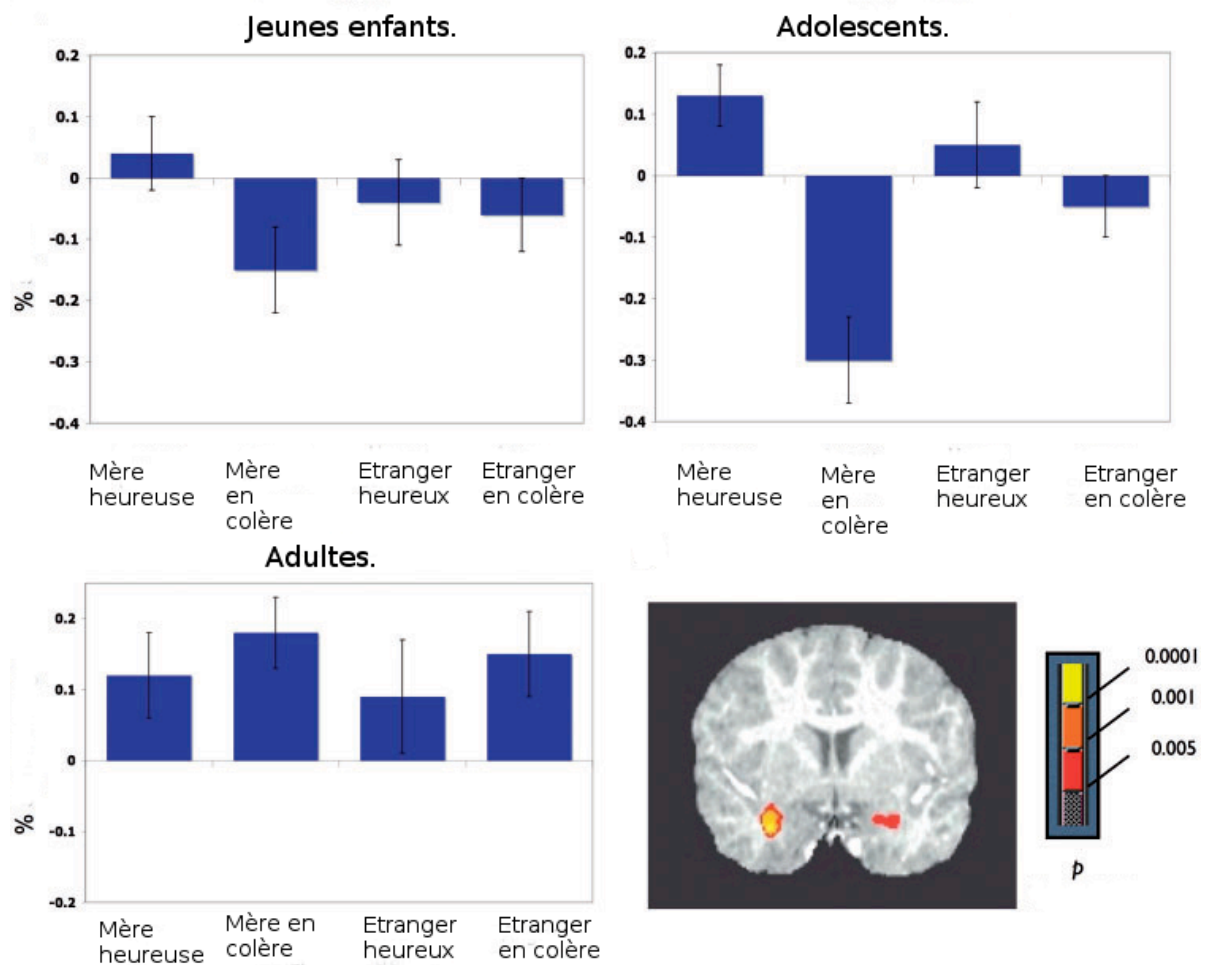 Jeunes enfants.
0.2
0.1
0
-0.1
-0.2
-0.3
-0.4
%
Mère
heureuse
Mère
en
colère
Etranger
heureux
Etranger
en colère
Adolescents.
0.2
0.1
0
-0.1
-0.2
-0.3
-0.4
Mère
heureuse
Mère
en
colère
Etranger
heureux
Etranger
en colère
Adultes.
0.2
0.1
0
-0.1
-0.2
%
Mère
heureuse
Mère en
colère
Etranger
heureux
Etranger
en colère
0.0001
0.001
0.005
p